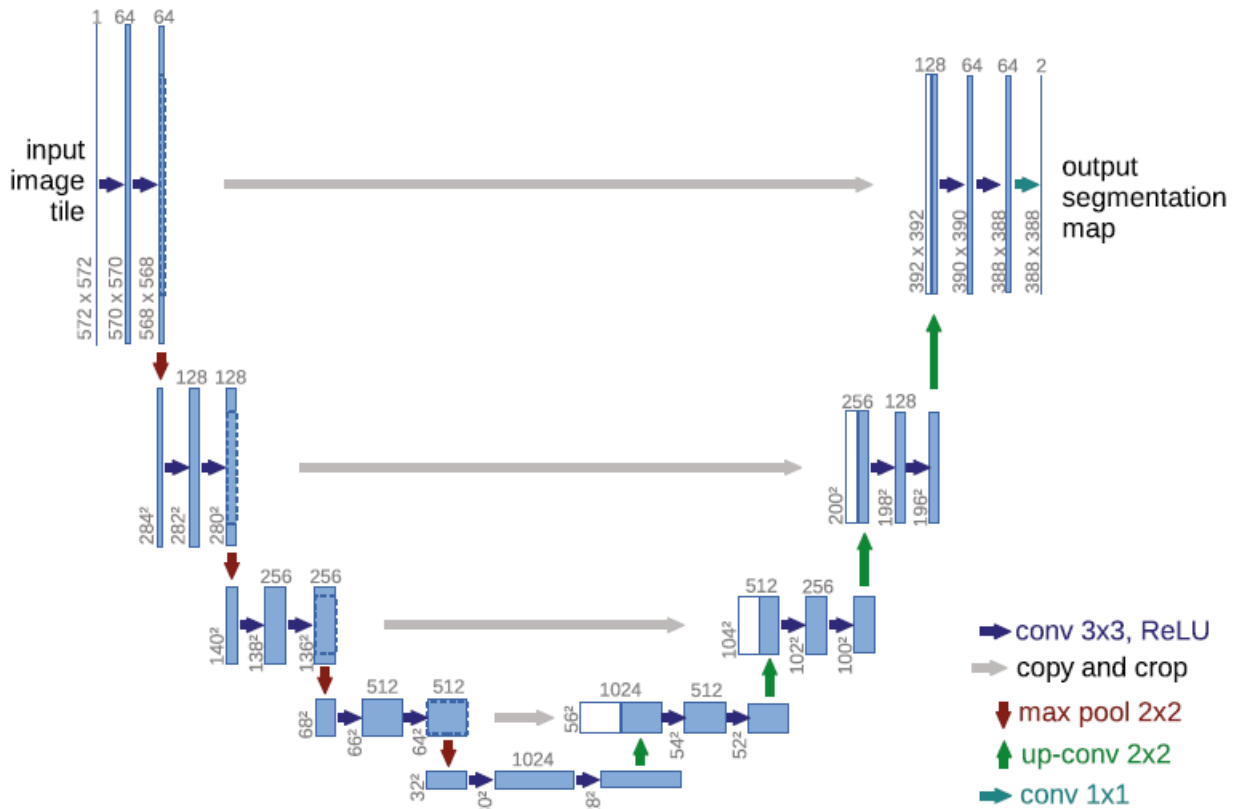 1 64 64
128 64 64 2
input
image
tile
output
segmentation
map
572 x 572
570 x 570
568 x 568
392 x 392
390 x 390
388 x 388
388 x 388
128 128
256 128
284²
282²
280²
200²
198²
196²
256 256
512 256
140²
138²
136²
104²
102²
100²
512 512
1024 512
68²
66²
64²
56²
54²
52²
1024
32²
conv 3x3, ReLU
copy and crop
max pool 2x2
up-conv 2x2
conv 1x1